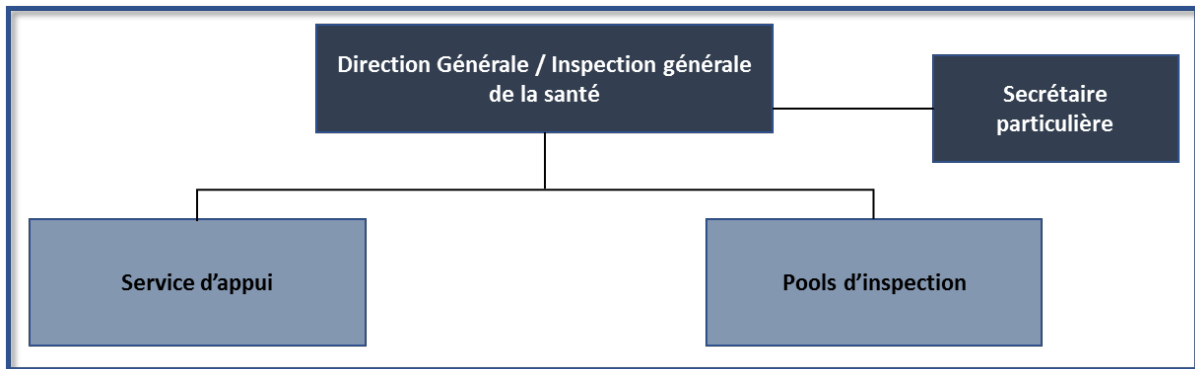 Direction Générale / Inspection générale
de la santé
Secrétaire
particulière
Service d’appui
Pools d’inspection